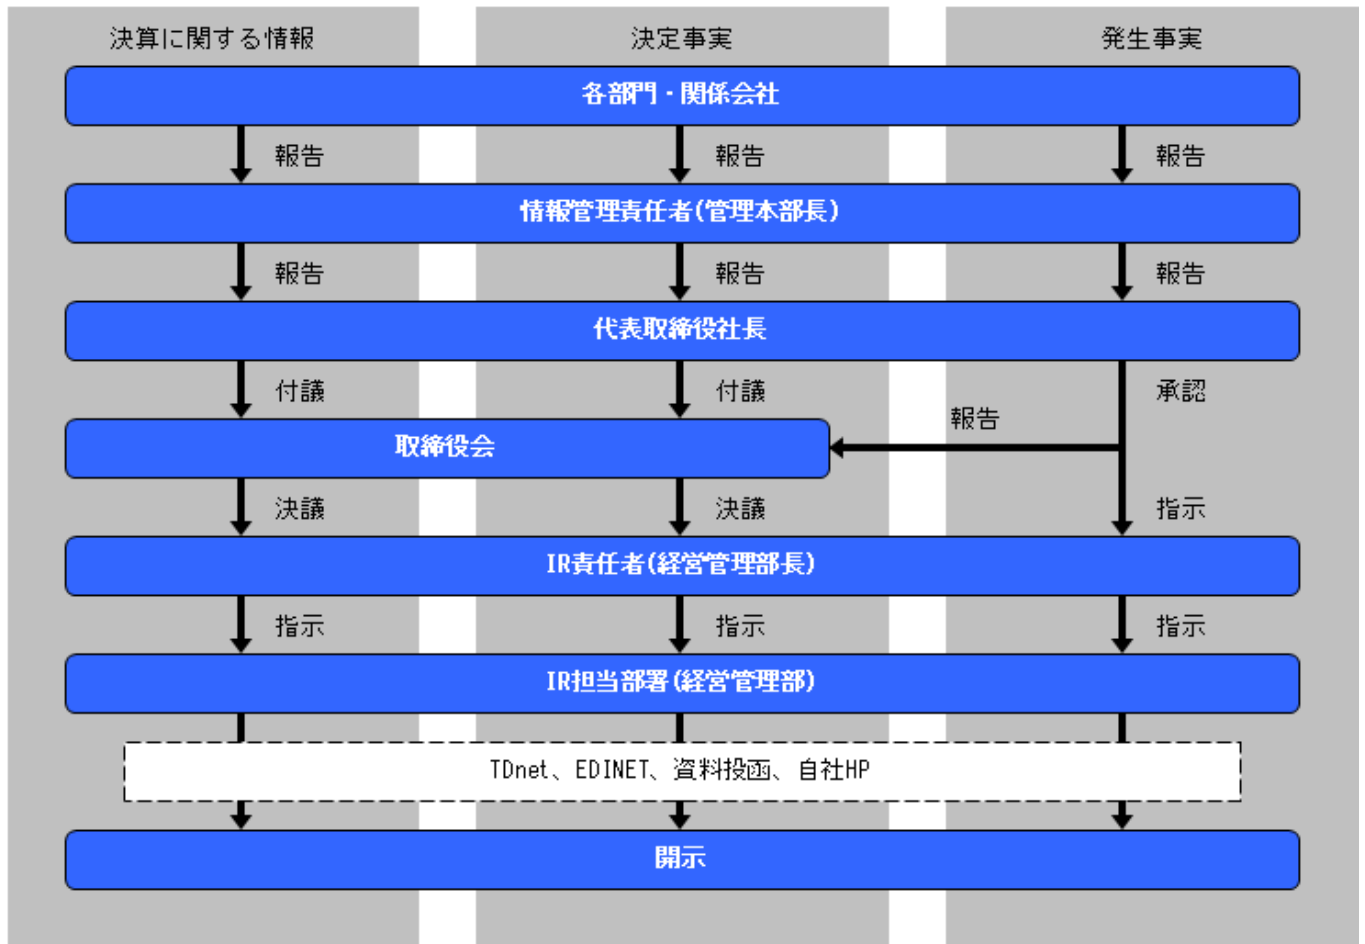 決算に関する情報
決定事実
発生事実
各部門・関係会社
報告
報告
報告
情報管理責任者(管理本部長)
報告
報告
報告
代表取締役社長
付議
付議
承認
報告
取締役会
決議
決議
指示
IR責任者(経営管理部長)
指示
指示
指示
IR担当部署(経営管理部)
TDnet、EDINET、資料投函、自社HP
開示